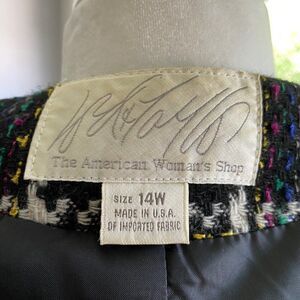 The American Woman's Shop
SIZE 14W
MADE IN U.S.A.
OF IMPORTED FABRIC